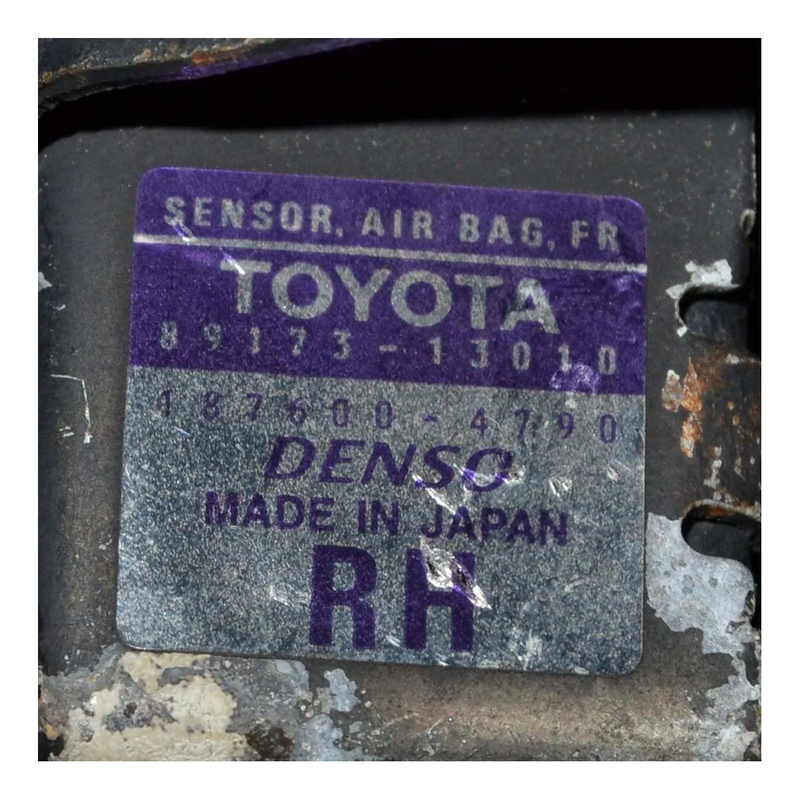 SENSOR, AIR BAG, FR
TOYOTA
89173-13010
187600-4790
DENSO
MADE IN JAPAN
RH